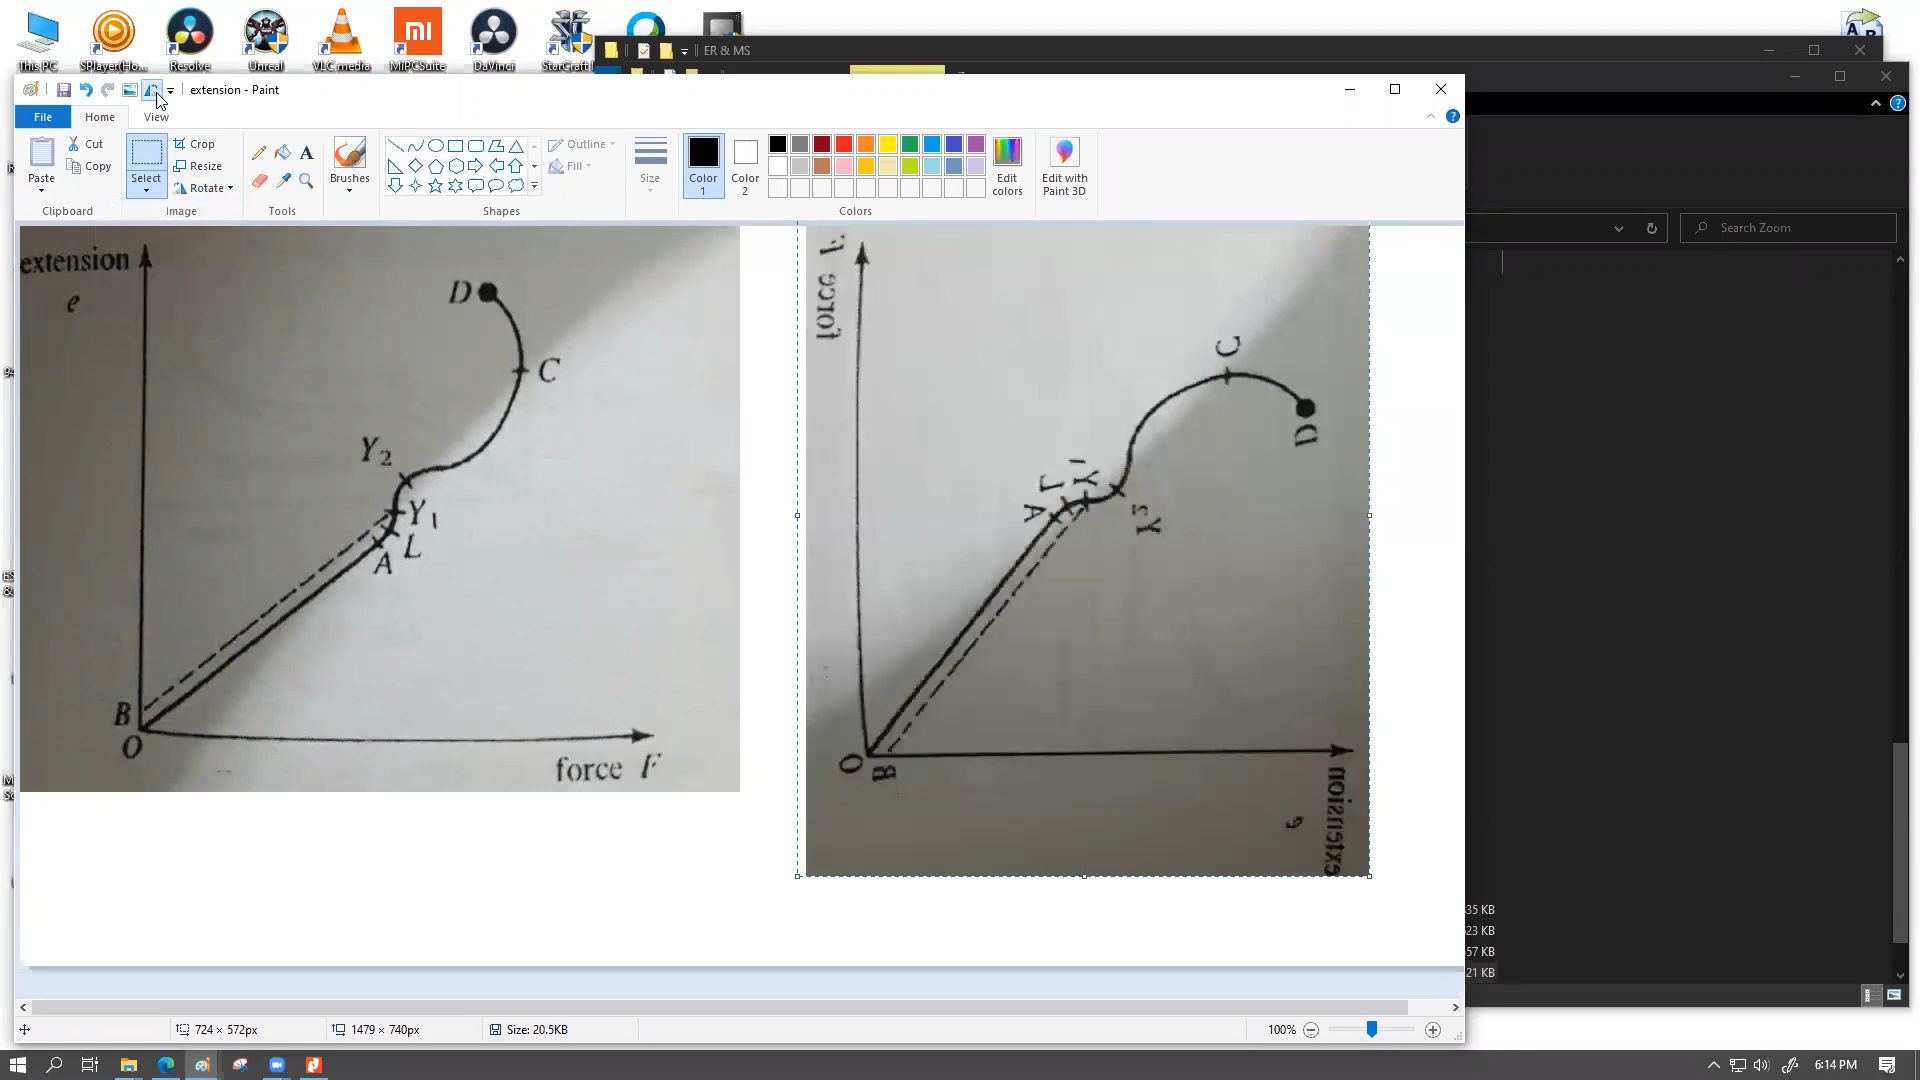 This PC
SPlayer(Ho...
Resolve
Unreal
VLC media
MiPCSuite
DaVinci
StarCraft I
ER & MS
extension - Paint
File
Home
View
Paste
Cut
Copy
Clipboard
Select
Crop
Resize
Rotate
Image
Tools
Brushes
Shapes
Outline
Fill
Size
Color 1
Color 2
Edit colors
Colors
Edit with Paint 3D
Search Zoom
extension
e
D
C
Y2
Y1
L
A
B
O
force F
force
C
D
Y1
L
A
Y2
O
B
extension
e
35 KB
23 KB
57 KB
21 KB
724 × 572px
1479 × 740px
Size: 20.5KB
100%
6:14 PM